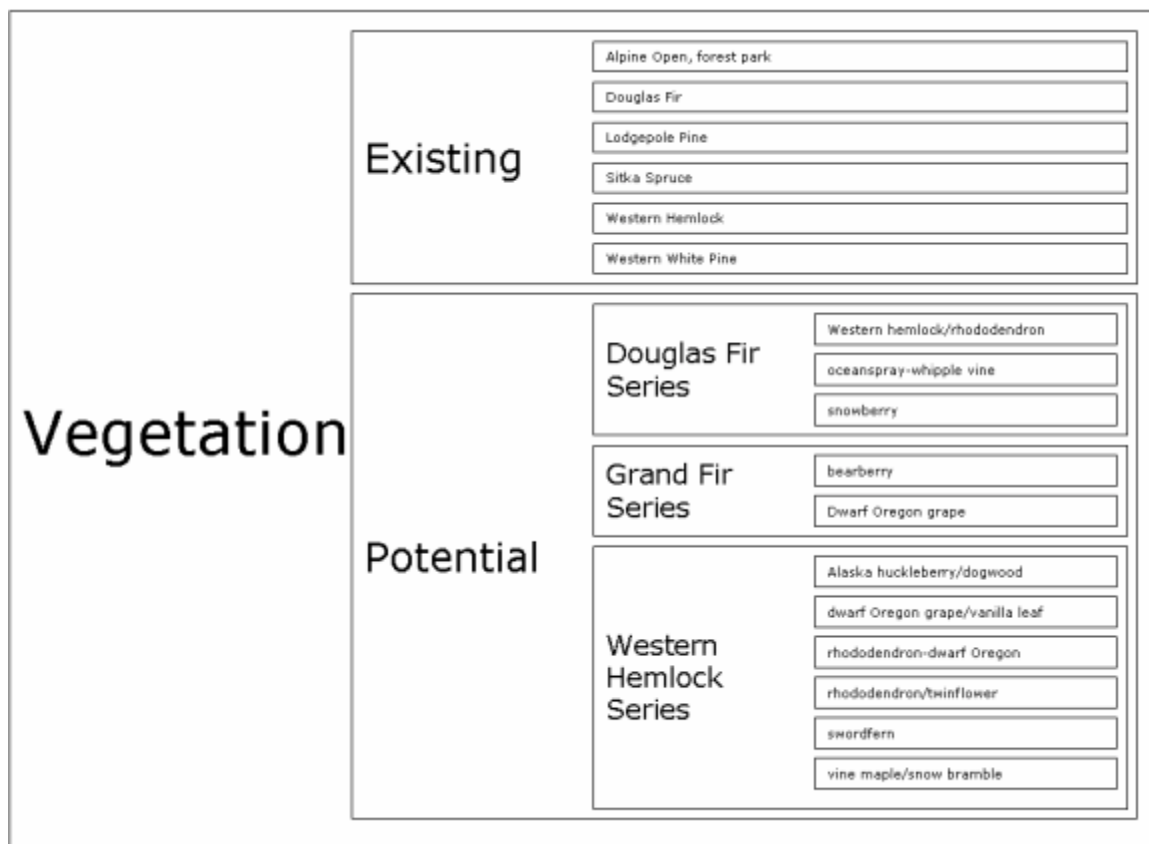 Vegetation
Existing
Alpine Open, forest park
Douglas Fir
Lodgepole Pine
Sitka Spruce
Western Hemlock
Western White Pine
Potential
Douglas Fir
Series
Western hemlock/rhododendron
oceanspray-whipple vine
snowberry
Grand Fir
Series
bearberry
Dwarf Oregon grape
Western
Hemlock
Series
Alaska huckleberry/dogwood
dwarf Oregon grape/vanilla leaf
rhododendron-dwarf Oregon
rhododendron/twinflower
swordfern
vine maple/snow bramble